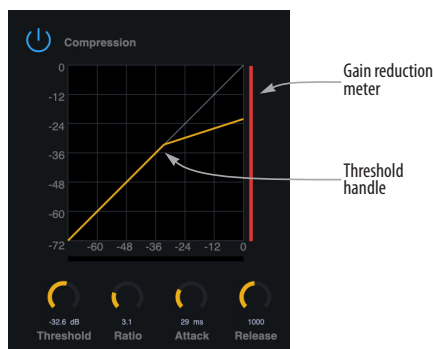 Compression
0
-12
-24
-36
-48
-60
-72
-60 -48 -36 -24 -12 0
Gain reduction
meter
Threshold
handle
-32.6 dB 3.1 29 ms 1000
Threshold Ratio Attack Release